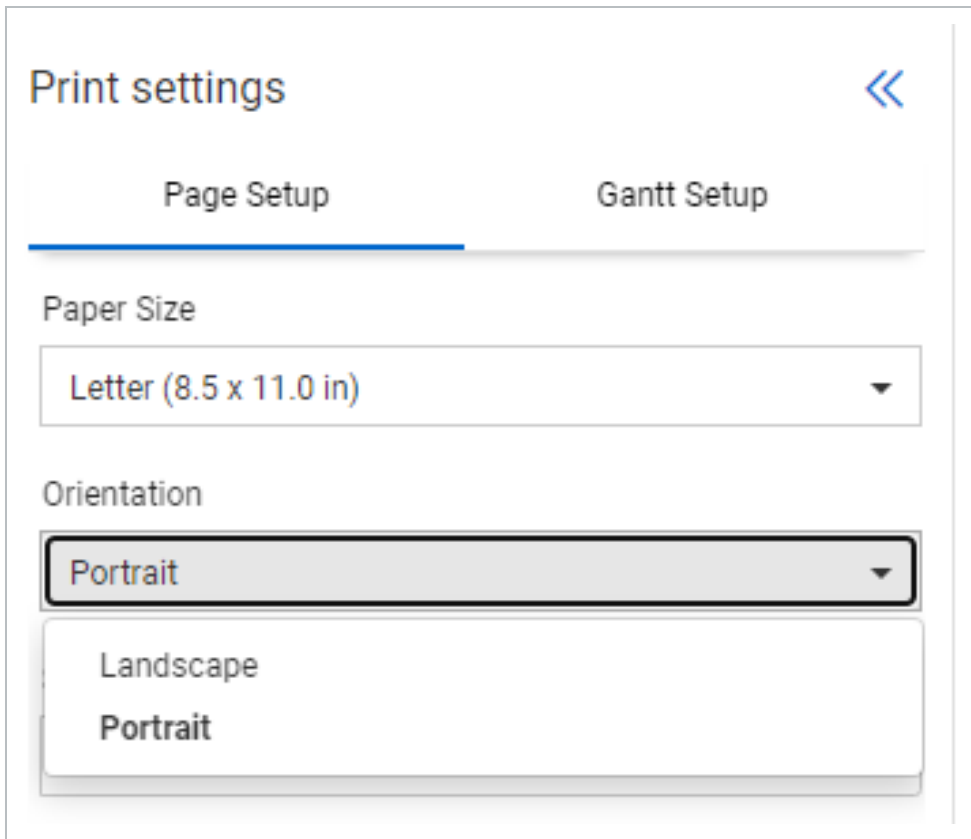 Print settings
Page Setup Gantt Setup
Paper Size
Letter (8.5 x 11.0 in)
Orientation
Portrait
Landscape
Portrait